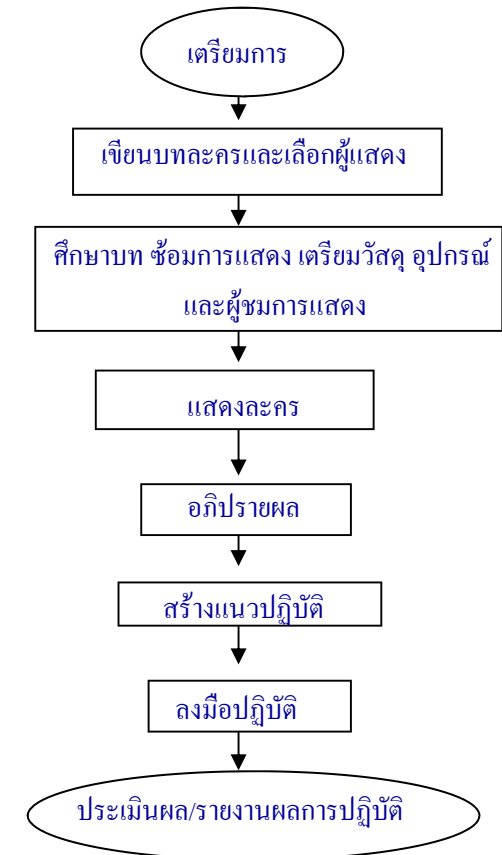 เตรียมการ
เขียนบทละครและเลือกผู้แสดง
ศึกษาบท ซ้อมการแสดง เตรียมวัสดุ อุปกรณ์
และผู้ชมการแสดง
แสดงละคร
อภิปรายผล
สร้างแนวปฏิบัติ
ลงมือปฏิบัติ
ประเมินผล/รายงานผลการปฏิบัติ